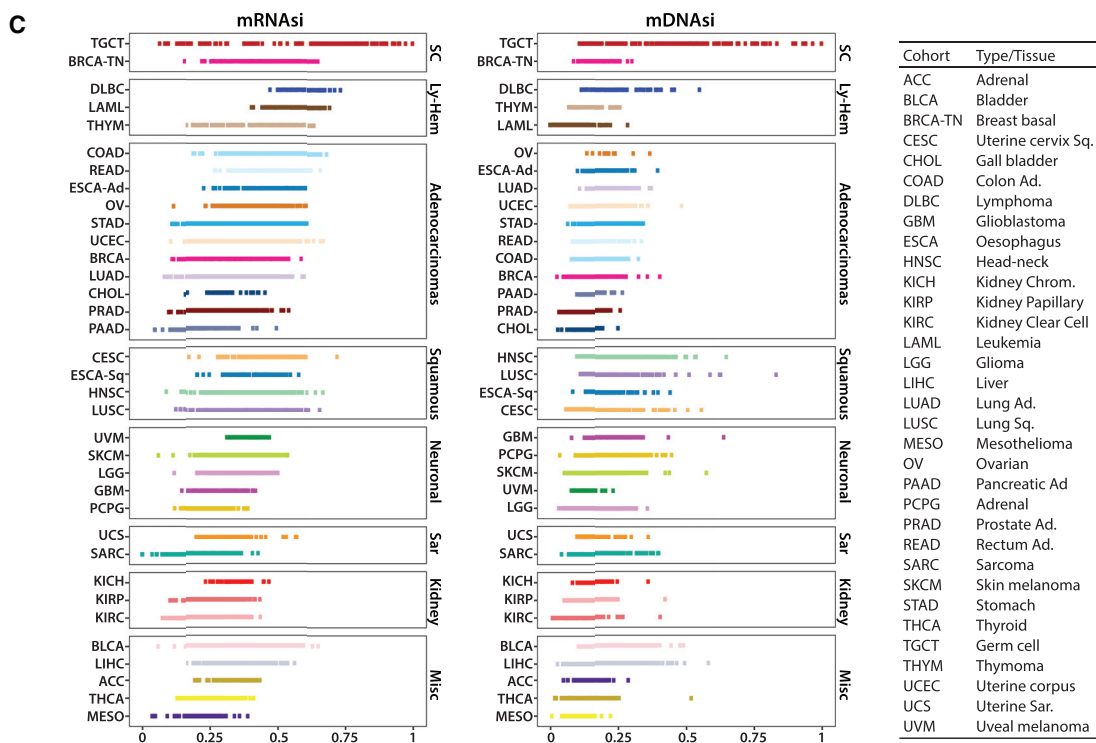 C
mRNAsi
TGCT
BRCA-TN
SC
DLBC
LAML
THYM
Ly-Hem
COAD
READ
ESCA-Ad
OV
STAD
UCEC
BRCA
LUAD
CHOL
PRAD
PAAD
Adenocarcinomas
CESC
ESCA-Sq
HNSC
LUSC
Squamous
UVM
SKCM
LGG
GBM
PCPG
Neuronal
UCS
SARC
Sar
KICH
KIRP
KIRC
Kidney
BLCA
LIHC
ACC
THCA
MESO
Misc
0 0.25 0.5 0.75 1
mDNAsi
TGCT
BRCA-TN
SC
DLBC
THYM
LAML
Ly-Hem
OV
ESCA-Ad
LUAD
UCEC
STAD
READ
COAD
BRCA
PAAD
PRAD
CHOL
Adenocarcinomas
HNSC
LUSC
ESCA-Sq
CESC
Squamous
GBM
PCPG
SKCM
UVM
LGG
Neuronal
UCS
SARC
Sar
KICH
KIRP
KIRC
Kidney
BLCA
LIHC
ACC
THCA
MESO
Misc
0 0.25 0.5 0.75 1
Cohort Type/Tissue
ACC Adrenal
BLCA Bladder
BRCA-TN Breast basal
CESC Uterine cervix Sq.
CHOL Gall bladder
COAD Colon Ad.
DLBC Lymphoma
GBM Glioblastoma
ESCA Oesophagus
HNSC Head-neck
KICH Kidney Chrom.
KIRP Kidney Papillary
KIRC Kidney Clear Cell
LAML Leukemia
LGG Glioma
LIHC Liver
LUAD Lung Ad.
LUSC Lung Sq.
MESO Mesothelioma
OV Ovarian
PAAD Pancreatic Ad
PCPG Adrenal
PRAD Prostate Ad.
READ Rectum Ad.
SARC Sarcoma
SKCM Skin melanoma
STAD Stomach
THCA Thyroid
TGCT Germ cell
THYM Thymoma
UCEC Uterine corpus
UCS Uterine Sar.
UVM Uveal melanoma